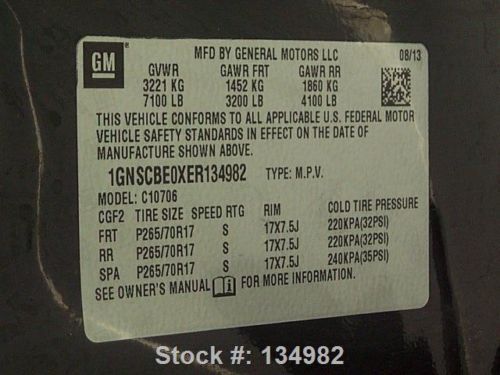 GM MFD BY GENERAL MOTORS LLC 08/13
GVWR GAWR FRT GAWR RR
3221 KG 1452 KG 1860 KG
7100 LB 3200 LB 4100 LB
THIS VEHICLE CONFORMS TO ALL APPLICABLE U.S. FEDERAL MOTOR
VEHICLE SAFETY STANDARDS IN EFFECT ON THE DATE OF
MANUFACTURE SHOWN ABOVE.
1GNSCBE0XER134982 TYPE: M.P.V.
MODEL: C10706
CGF2 TIRE SIZE SPEED RTG RIM COLD TIRE PRESSURE
FRT P265/70R17 S 17X7.5J 220KPA(32PSI)
RR P265/70R17 S 17X7.5J 220KPA(32PSI)
SPA P265/70R17 S 17X7.5J 240KPA(35PSI)
SEE OWNER'S MANUAL FOR MORE INFORMATION.
Stock #: 134982